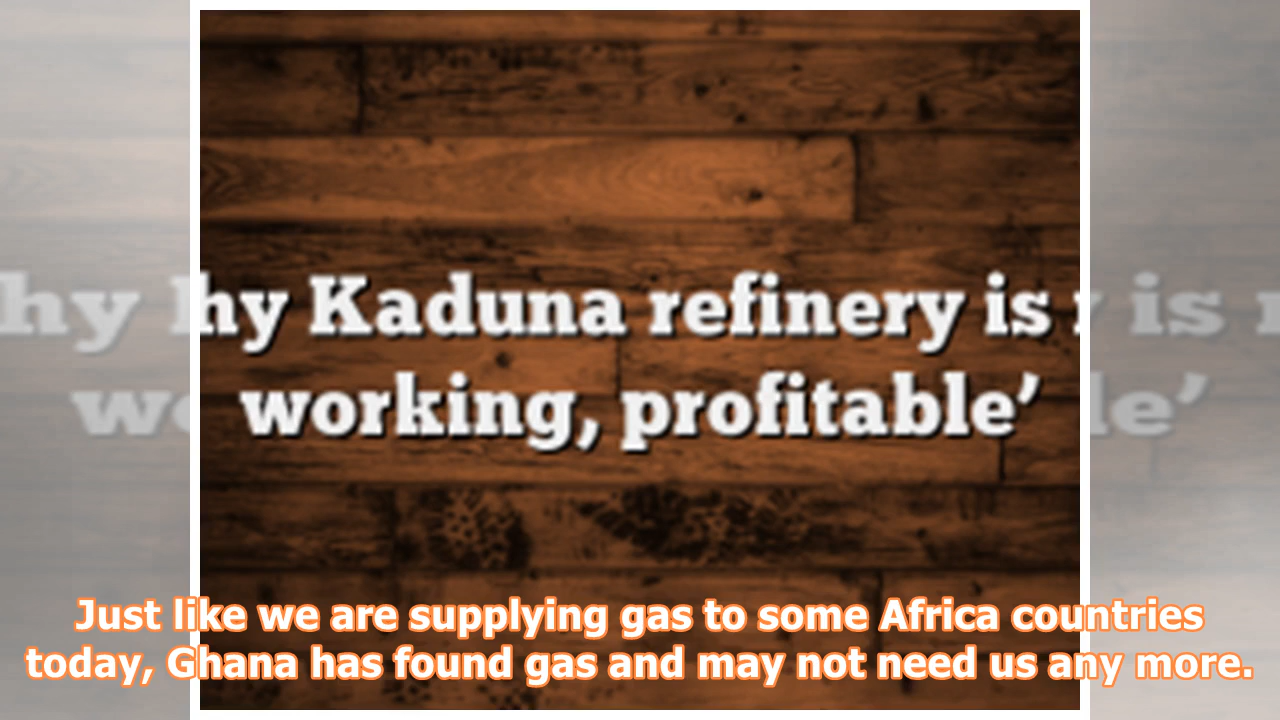 hy Kaduna refinery is
working, profitable’
Just like we are supplying gas to some Africa countries
today, Ghana has found gas and may not need us any more.